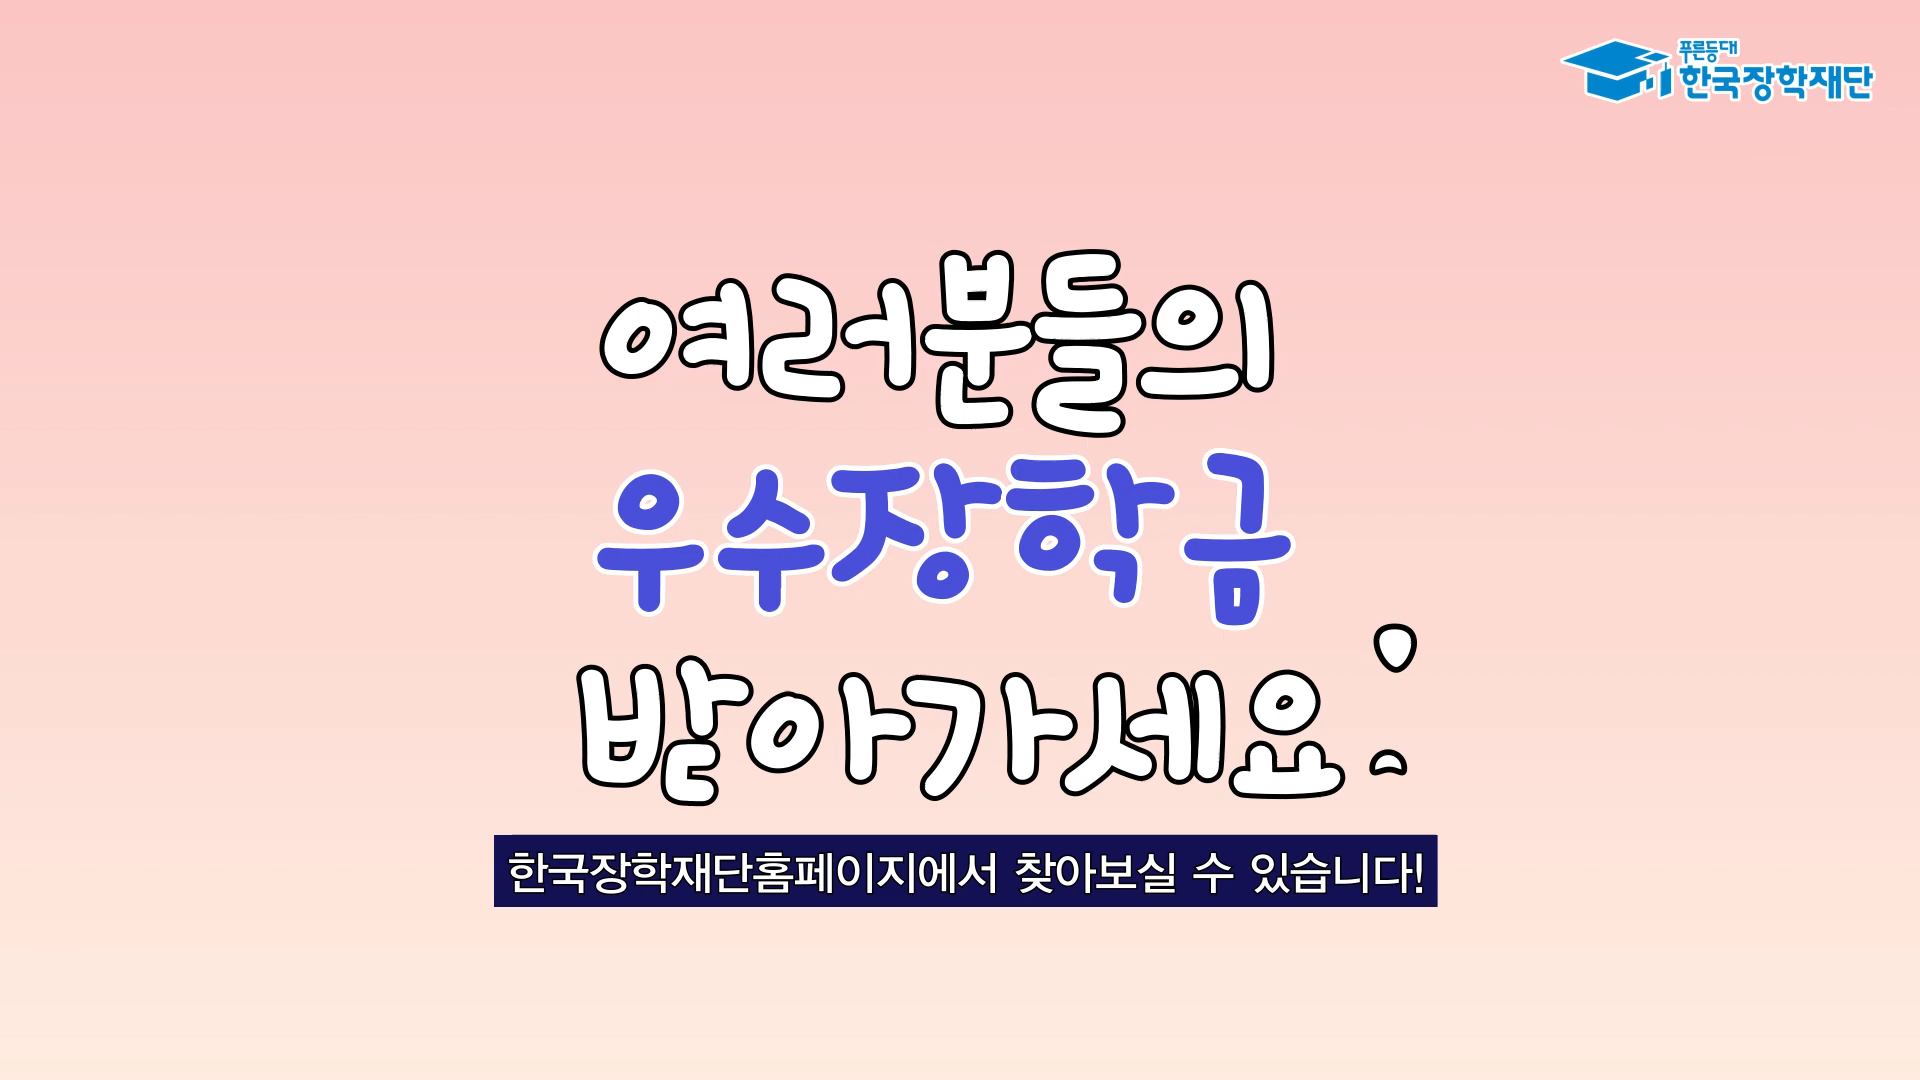 푸른등대
한국장학재단
여러분들의
우수장학금
받아가세요!
한국장학재단홈페이지에서 찾아보실 수 있습니다!